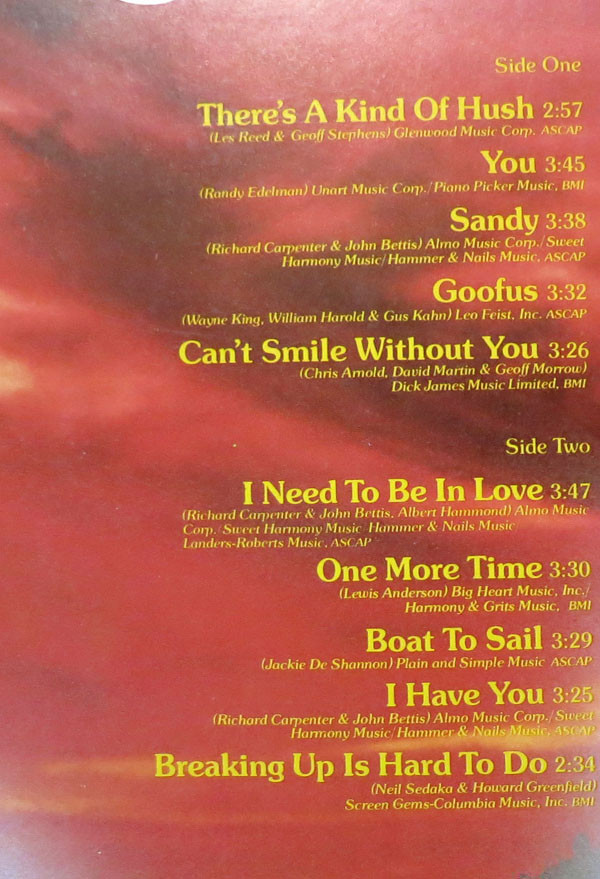 Side One
There's A Kind Of Hush 2:57
(Les Reed & Geoff Stephens) Glenwood Music Corp. ASCAP
You 3:45
(Randy Edelman) Unart Music Corp./Piano Picker Music, BMI
Sandy 3:38
(Richard Carpenter & John Bettis) Almo Music Corp./Sweet
Harmony Music/Hammer & Nails Music, ASCAP
Goofus 3:32
(Wayne King, William Harold & Gus Kahn) Leo Feist, Inc. ASCAP
Can't Smile Without You 3:26
(Chris Arnold, David Martin & Geoff Morrow)
Dick James Music Limited, BMI
Side Two
I Need To Be In Love 3:47
(Richard Carpenter & John Bettis, Albert Hammond) Almo Music
Corp./Sweet Harmony Music/Hammer & Nails Music/
Landers-Roberts Music, ASCAP
One More Time 3:30
(Lewis Anderson) Big Heart Music, Inc./
Harmony & Grits Music, BMI
Boat To Sail 3:29
(Jackie De Shannon) Plain and Simple Music ASCAP
I Have You 3:25
(Richard Carpenter & John Bettis) Almo Music Corp./Sweet
Harmony Music/Hammer & Nails Music, ASCAP
Breaking Up Is Hard To Do 2:34
(Neil Sedaka & Howard Greenfield)
Screen Gems-Columbia Music, Inc. BMI